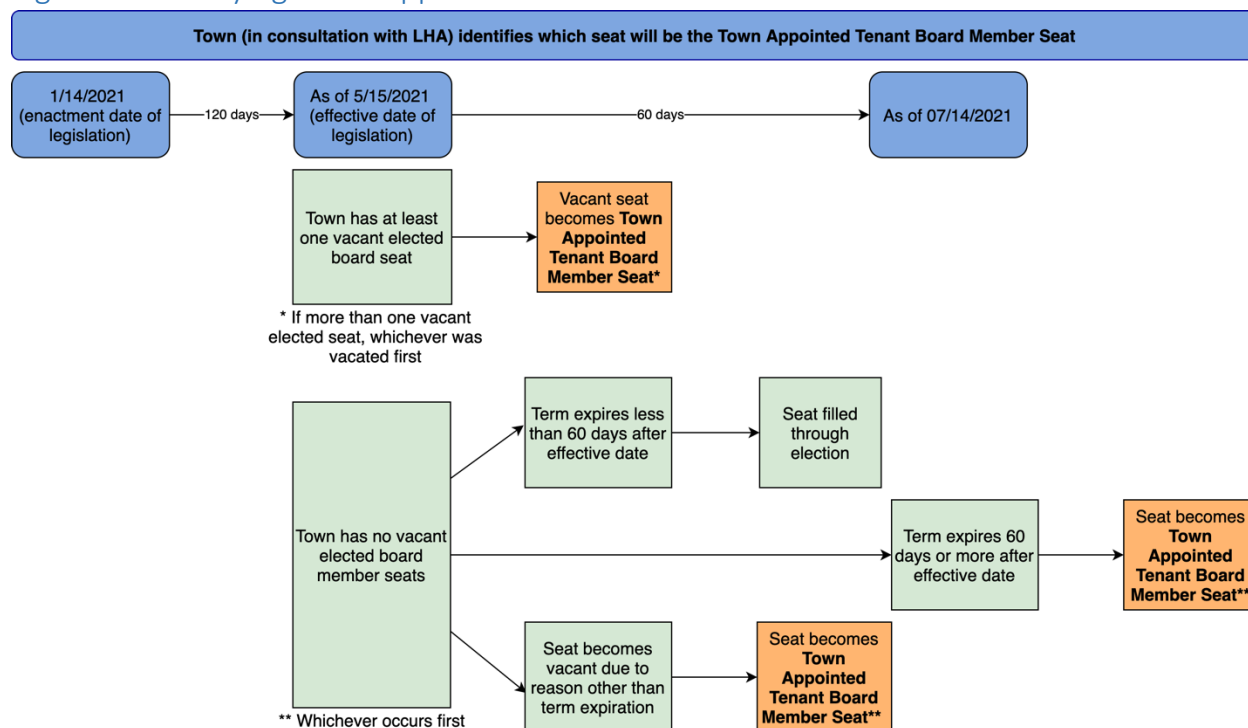 Town (in consultation with LHA) identifies which seat will be the Town Appointed Tenant Board Member Seat
1/14/2021
(enactment date of
legislation)
120 days
As of 5/15/2021
(effective date of
legislation)
60 days
As of 07/14/2021
Town has at least
one vacant elected
board seat
Vacant seat
becomes Town
Appointed
Tenant Board
Member Seat*
* If more than one vacant
elected seat, whichever was
vacated first
Town has no vacant
elected board
member seats
Term expires less
than 60 days after
effective date
Seat filled
through
election
Term expires 60
days or more after
effective date
Seat becomes
Town
Appointed
Tenant Board
Member Seat**
Seat becomes
vacant due to
reason other than
term expiration
Seat becomes
Town
Appointed
Tenant Board
Member Seat**
** Whichever occurs first